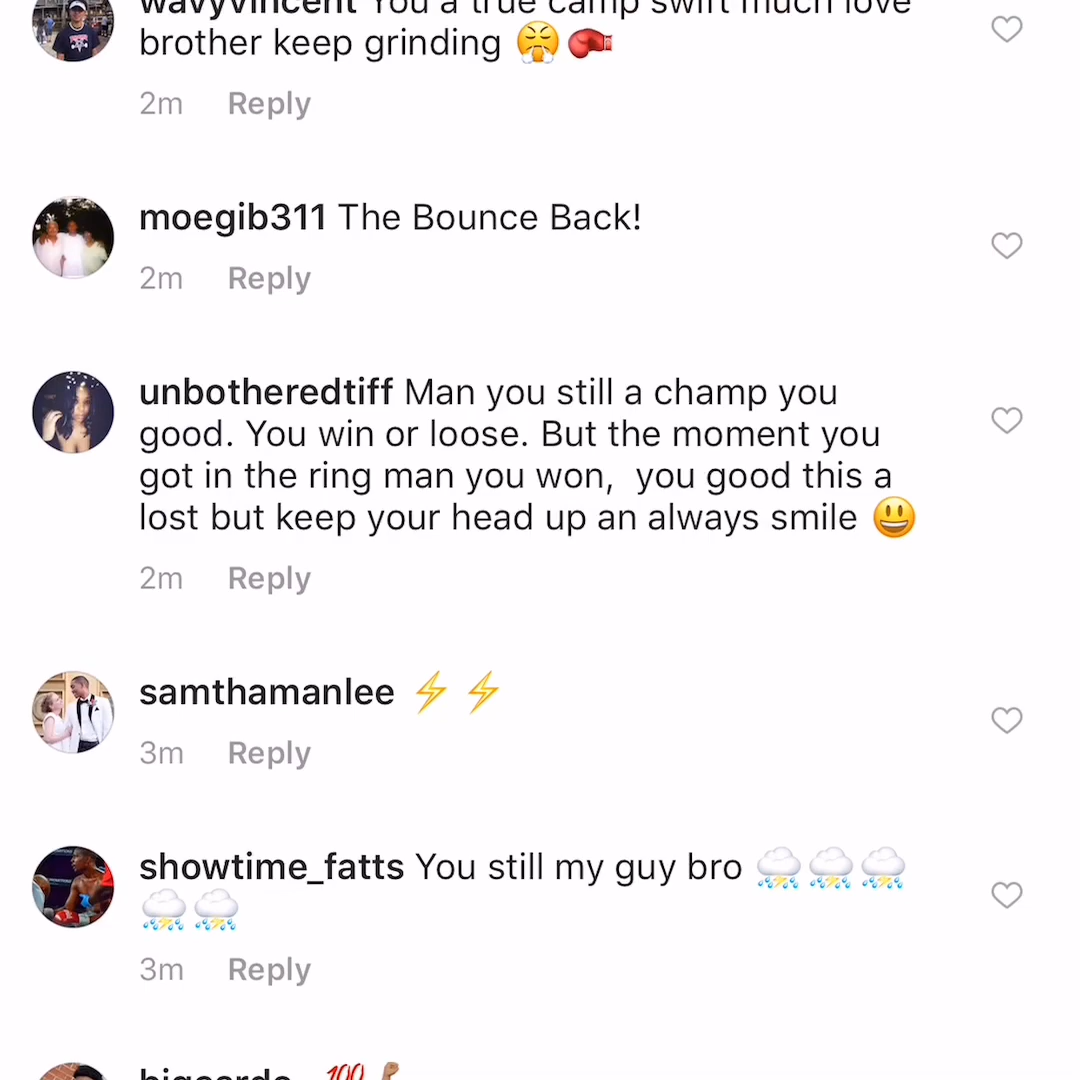 wavyvincent You a true camp swift much love
brother keep grinding 😤🥊
2m Reply
moegib311 The Bounce Back!
2m Reply
unbotheredtiff Man you still a champ you
good. You win or loose. But the moment you
got in the ring man you won,  you good this a
lost but keep your head up an always smile 😃
2m Reply
samthamanlee ⚡⚡
3m Reply
showtime_fatts You still my guy bro ⛈⛈⛈
⛈⛈
3m Reply
💯💪🏽